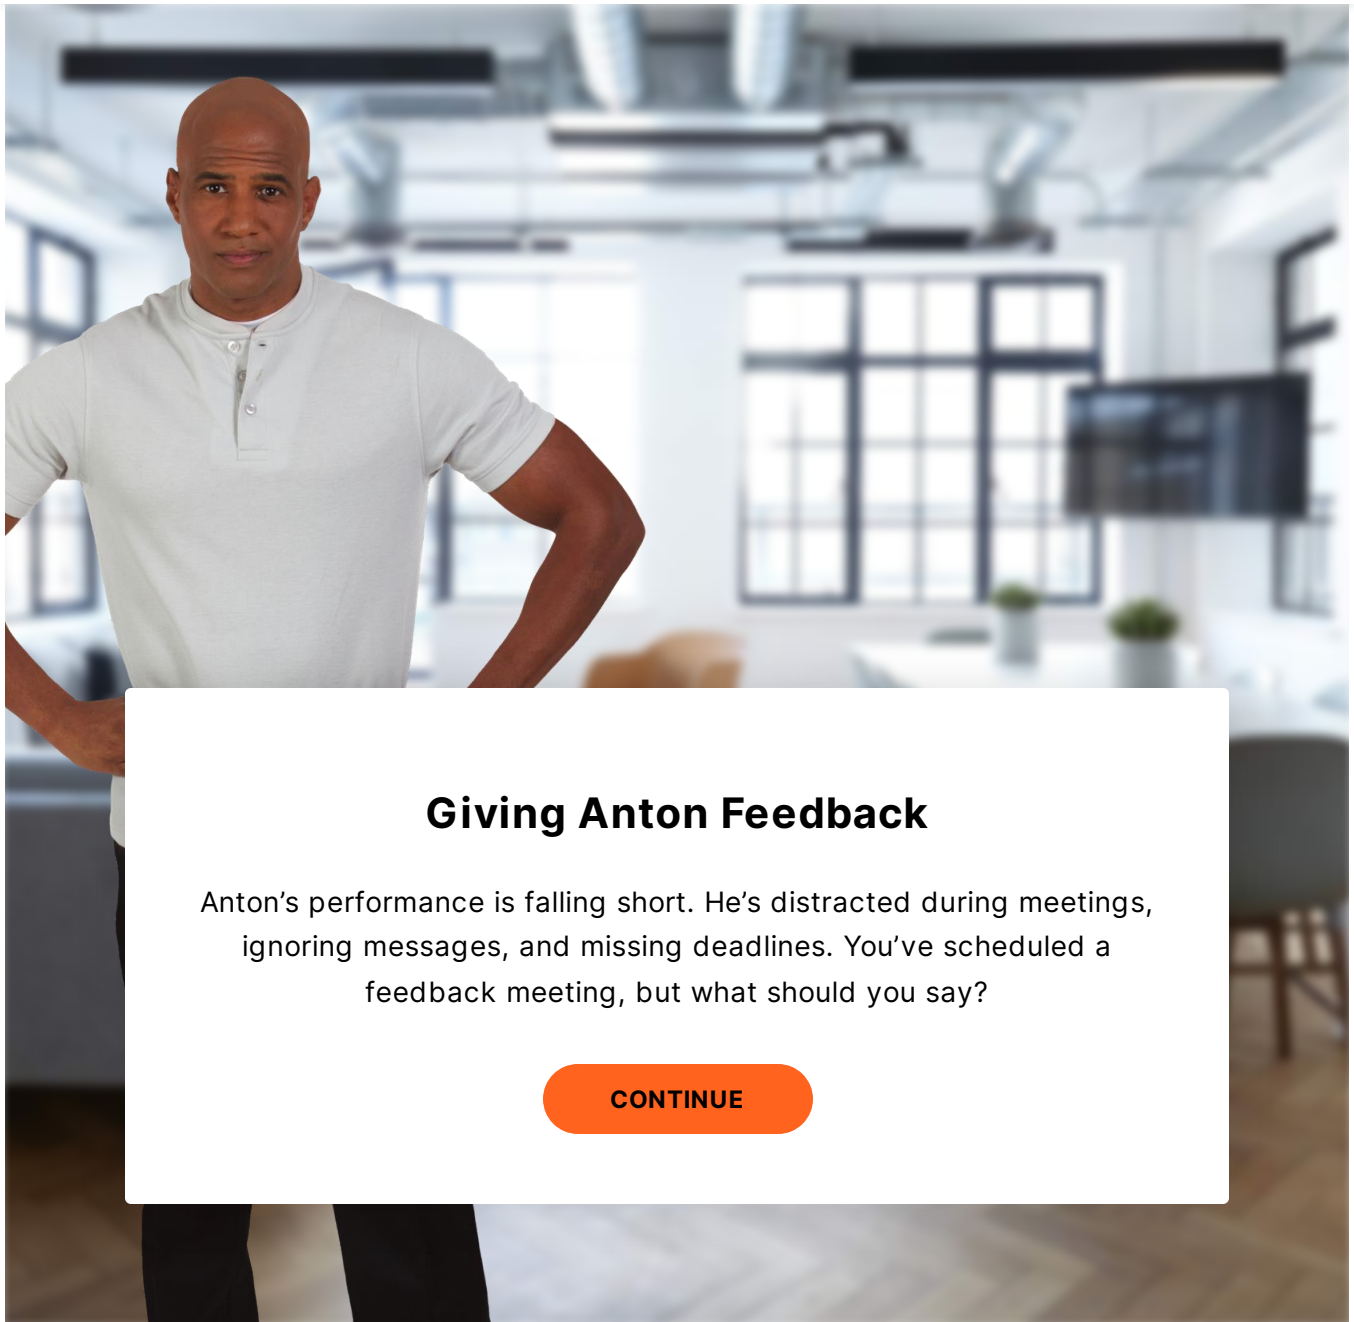 Giving Anton Feedback
Anton’s performance is falling short. He’s distracted during meetings,
ignoring messages, and missing deadlines. You’ve scheduled a
feedback meeting, but what should you say?
CONTINUE